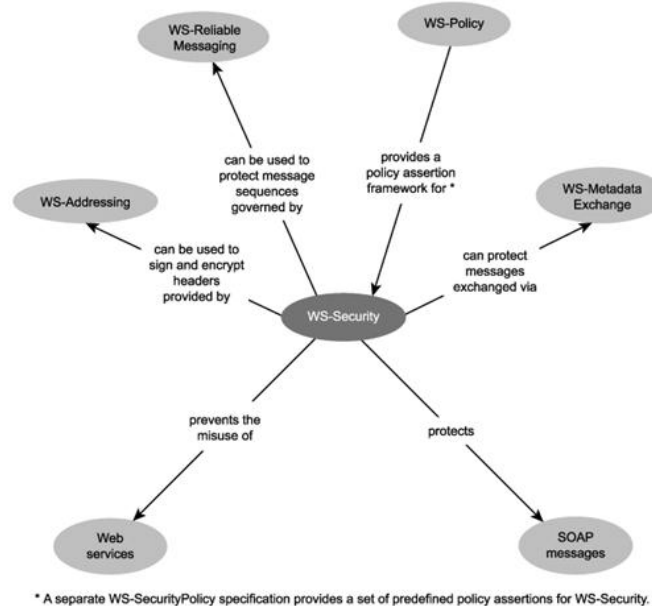 WS-Reliable
Messaging
WS-Policy
can be used to
protect message
sequences
governed by
provides a
policy assertion
framework for *
WS-Addressing
WS-Metadata
Exchange
can be used to
sign and encrypt
headers
provided by
can protect
messages
exchanged via
WS-Security
prevents the
misuse of
protects
Web
services
SOAP
messages
* A separate WS-SecurityPolicy specification provides a set of predefined policy assertions for WS-Security.